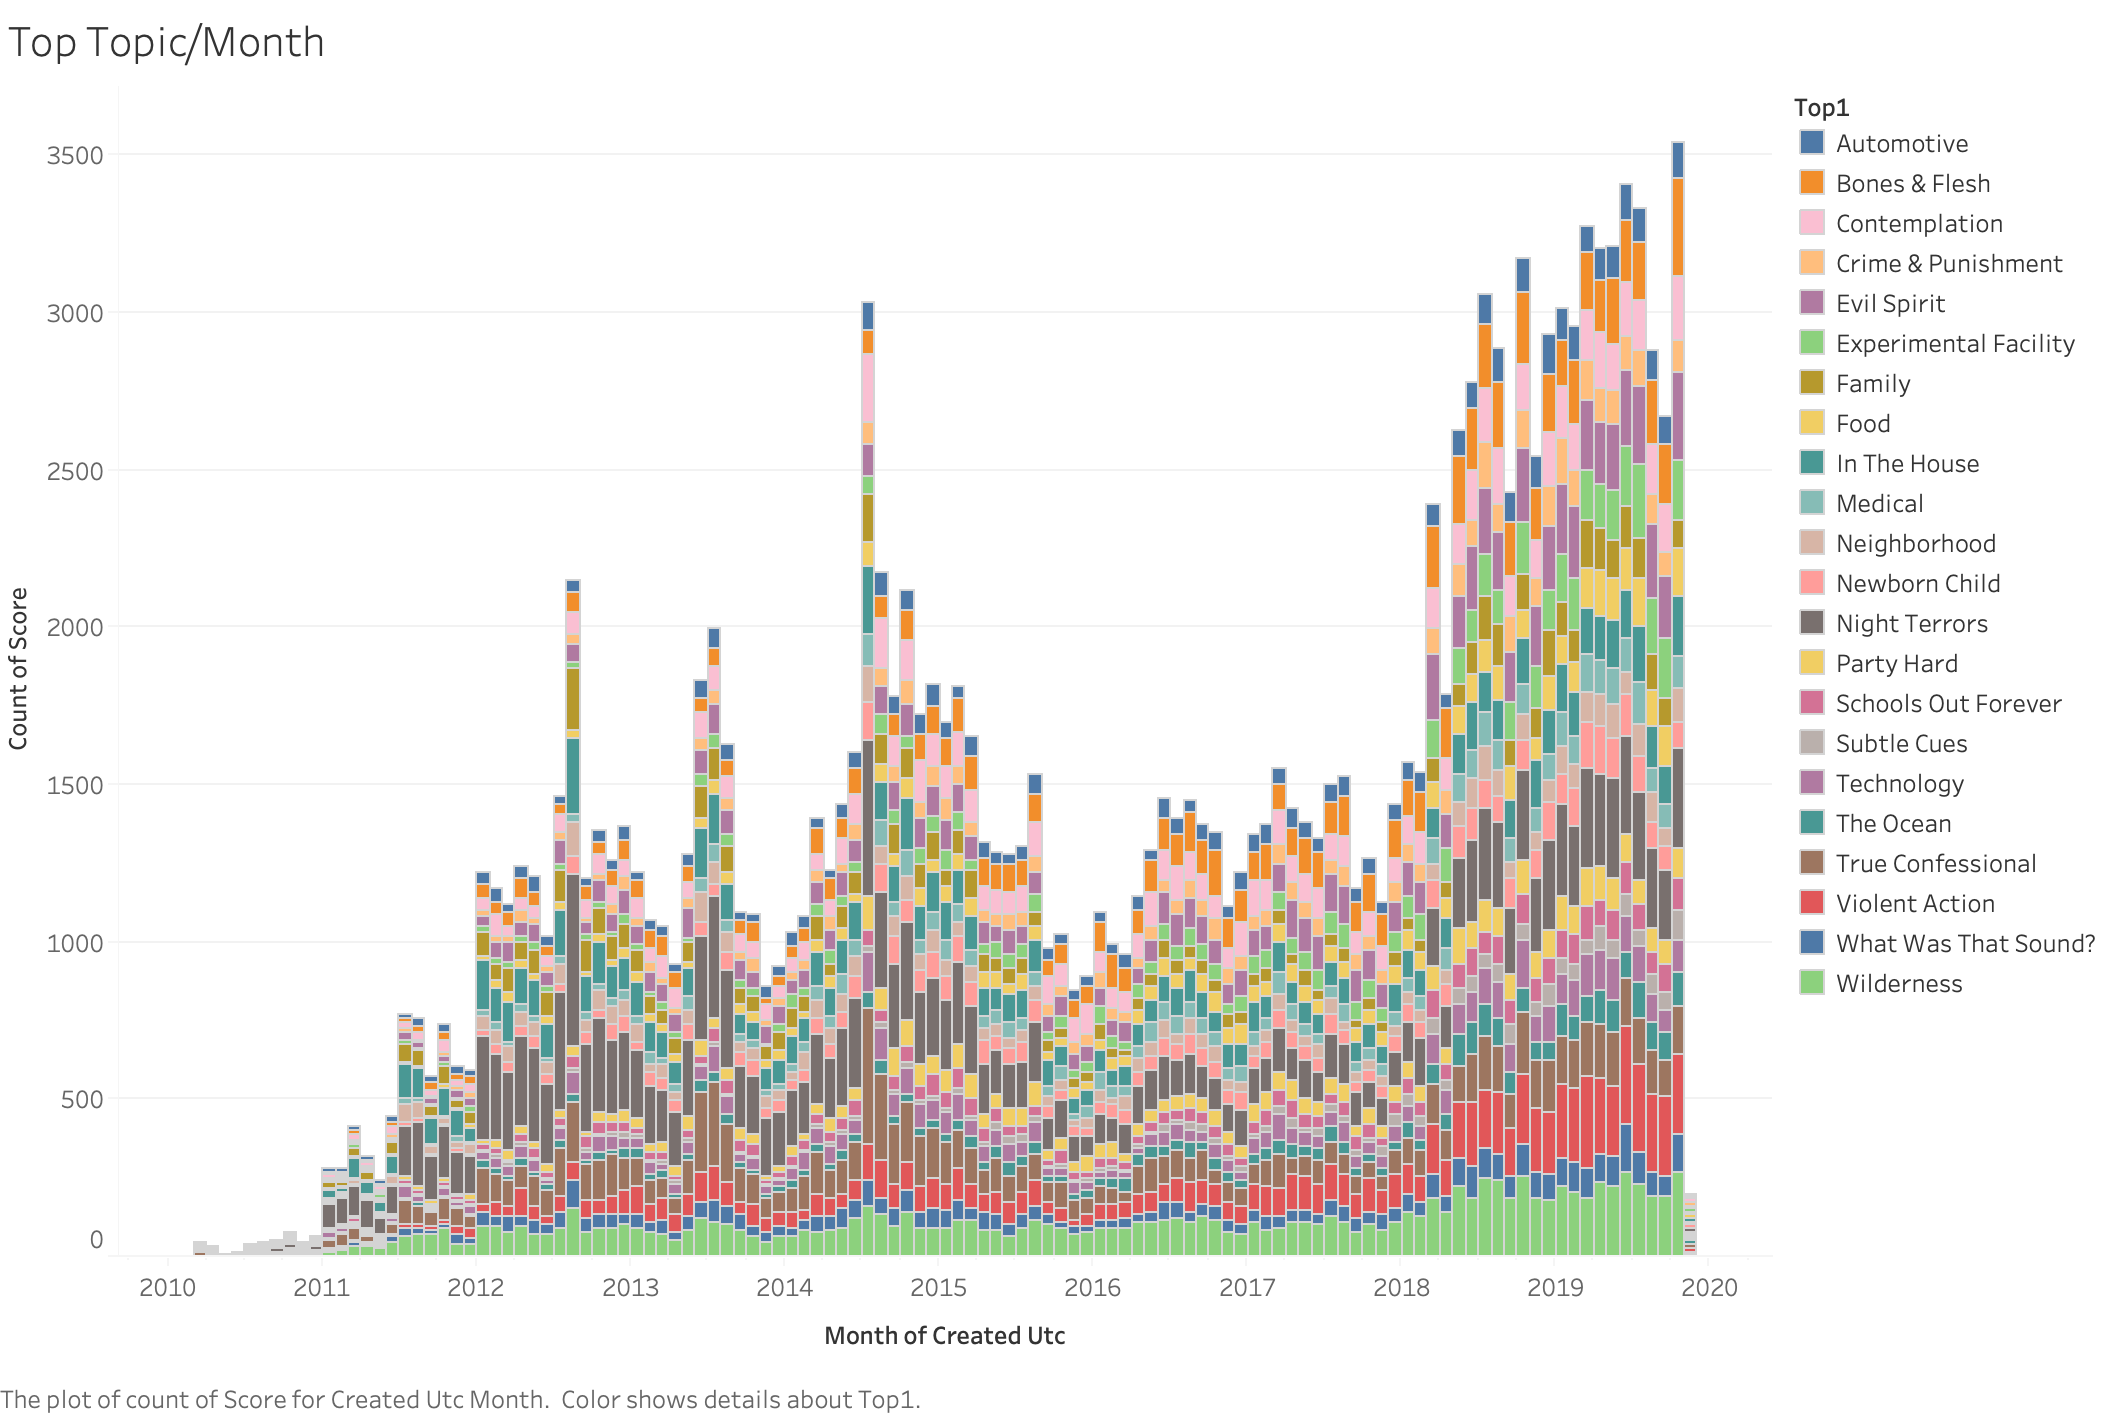 Top Topic/Month
Top1
Automotive
Bones & Flesh
Contemplation
Crime & Punishment
Evil Spirit
Experimental Facility
Family
Food
In The House
Medical
Neighborhood
Newborn Child
Night Terrors
Party Hard
Schools Out Forever
Subtle Cues
Technology
The Ocean
True Confessional
Violent Action
What Was That Sound?
Wilderness
Count of Score
3500
3000
2500
2000
1500
1000
500
0
2010 2011 2012 2013 2014 2015 2016 2017 2018 2019 2020
Month of Created Utc
The plot of count of Score for Created Utc Month. Color shows details about Top1.